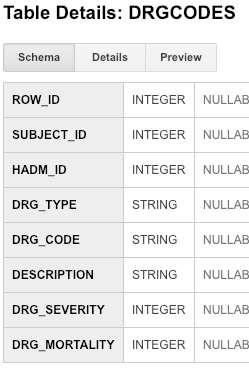 Table Details: DRGCODES
Schema Details Preview
ROW_ID INTEGER NULLAB
SUBJECT_ID INTEGER NULLAB
HADM_ID INTEGER NULLAB
DRG_TYPE STRING NULLAB
DRG_CODE STRING NULLAB
DESCRIPTION STRING NULLAB
DRG_SEVERITY INTEGER NULLAB
DRG_MORTALITY INTEGER NULLAB